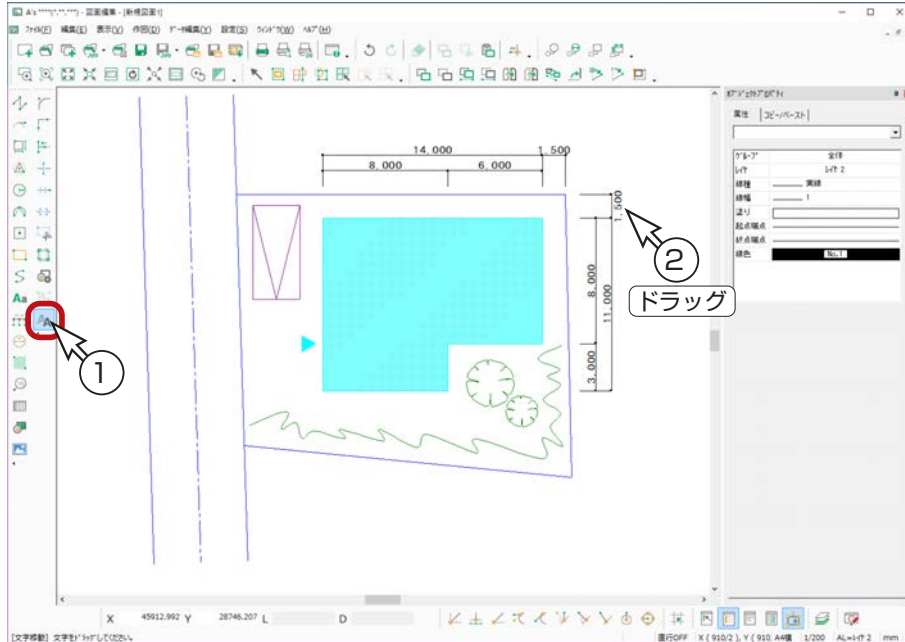 A's ****(*,**,***) - 図面編集 - [新規図面1]
ﾌｧｲﾙ(F) 編集(E) 表示(V) 作図(D) ﾃﾞｰﾀ編集(Y) 設定(S) ｳｨﾝﾄﾞｳ(W) ﾍﾙﾌﾟ(H)
ｵﾌﾞｼﾞｪｸﾄﾌﾟﾛﾊﾟﾃｨ
属性 ｺﾋﾟｰ/ﾍﾟｰｽﾄ
ｸﾞﾙｰﾌﾟ 全体
ﾚｲﾔ ﾚｲﾔ 2
線種 実線
線幅 1
塗り
起点端点
終点端点
線色 No.1
14,000
1,500
8,000
6,000
1,500
8,000
11,000
3,000
②
ドラッグ
①
Aa
X 45912.992 Y 28746.207 L D
[文字移動] 文字をﾄﾞﾗｯｸﾞしてください。
直行OFF X ( 910/2 ), Y ( 910, A4横 1/200 AL=ﾚｲﾔ 2 mm